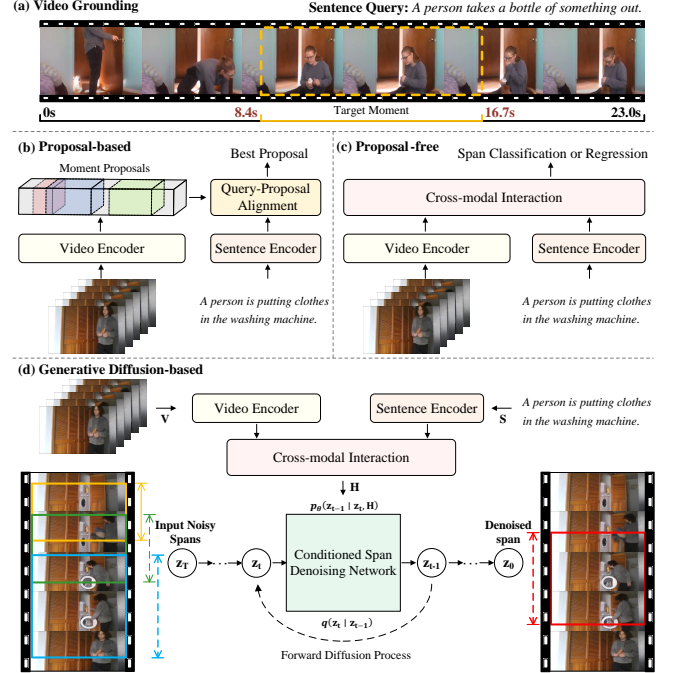 (a) Video Grounding
Sentence Query: A person takes a bottle of something out.
0s
8.4s
Target Moment
16.7s
23.0s
(b) Proposal-based
Best Proposal
Moment Proposals
Query-Proposal
Alignment
Video Encoder
Sentence Encoder
A person is putting clothes
in the washing machine.
(c) Proposal-free
Span Classification or Regression
Cross-modal Interaction
Video Encoder
Sentence Encoder
A person is putting clothes
in the washing machine.
(d) Generative Diffusion-based
V
Video Encoder
Sentence Encoder
S
A person is putting clothes
in the washing machine.
Cross-modal Interaction
H
pθ(zt−1 | zt, H)
Input Noisy
Spans
Denoised
span
zT
zt
Conditioned Span
Denoising Network
zt-1
z0
q(zt | zt−1)
Forward Diffusion Process